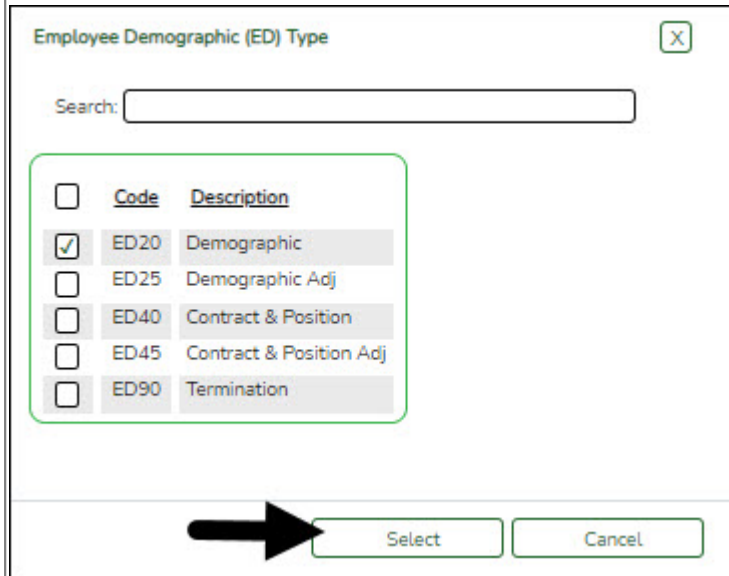 Employee Demographic (ED) Type
X
Search:
Code Description
ED20 Demographic
ED25 Demographic Adj
ED40 Contract & Position
ED45 Contract & Position Adj
ED90 Termination
Select Cancel